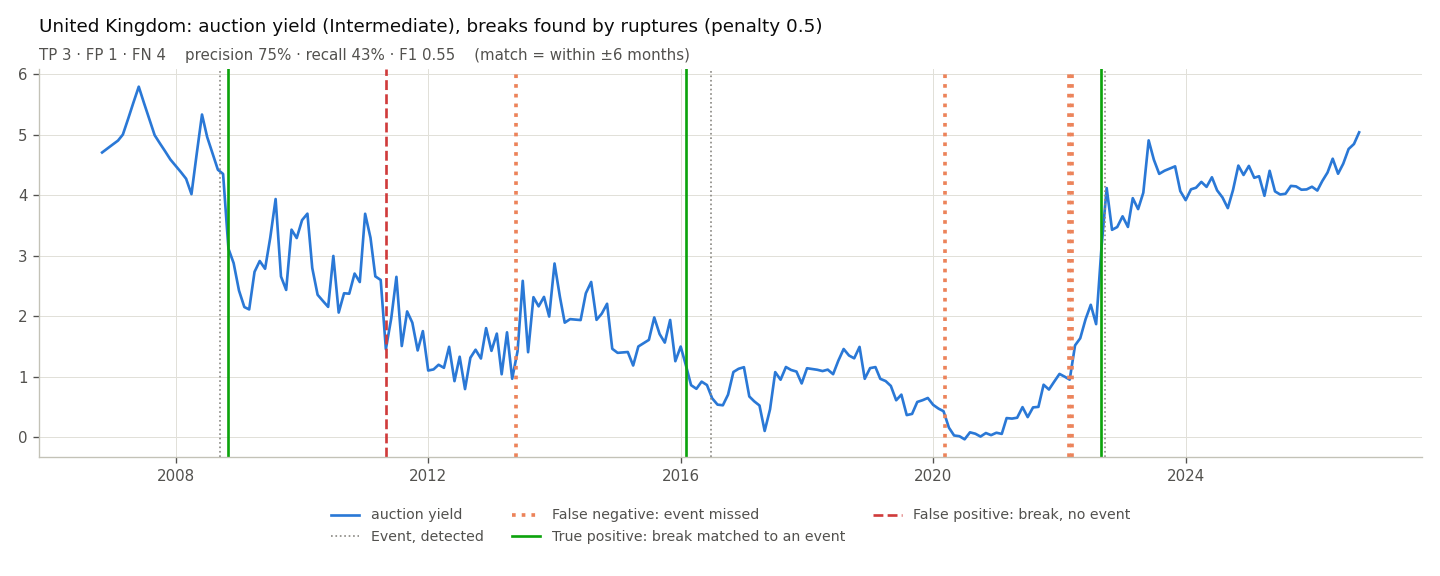 United Kingdom: auction yield (Intermediate), breaks found by ruptures (penalty 0.5)
TP 3 · FP 1 · FN 4    precision 75% · recall 43% · F1 0.55    (match = within ±6 months)
6
5
4
3
2
1
0
2008 2012 2016 2020 2024
auction yield
Event, detected
False negative: event missed
True positive: break matched to an event
False positive: break, no event